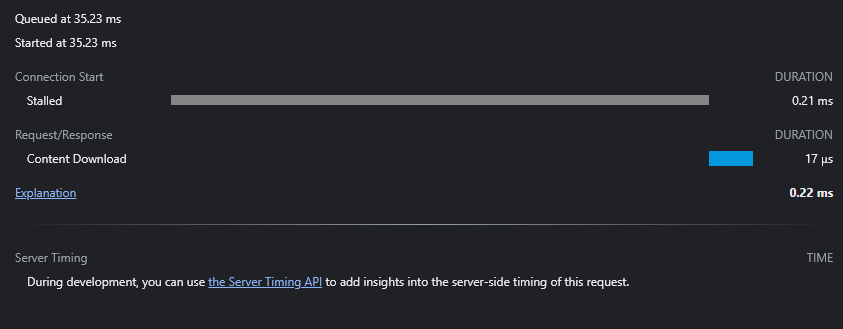 Queued at 35.23 ms
Started at 35.23 ms
Connection Start DURATION
Stalled 0.21 ms
Request/Response DURATION
Content Download 17 μs
Explanation 0.22 ms
Server Timing TIME
During development, you can use the Server Timing API to add insights into the server-side timing of this request.